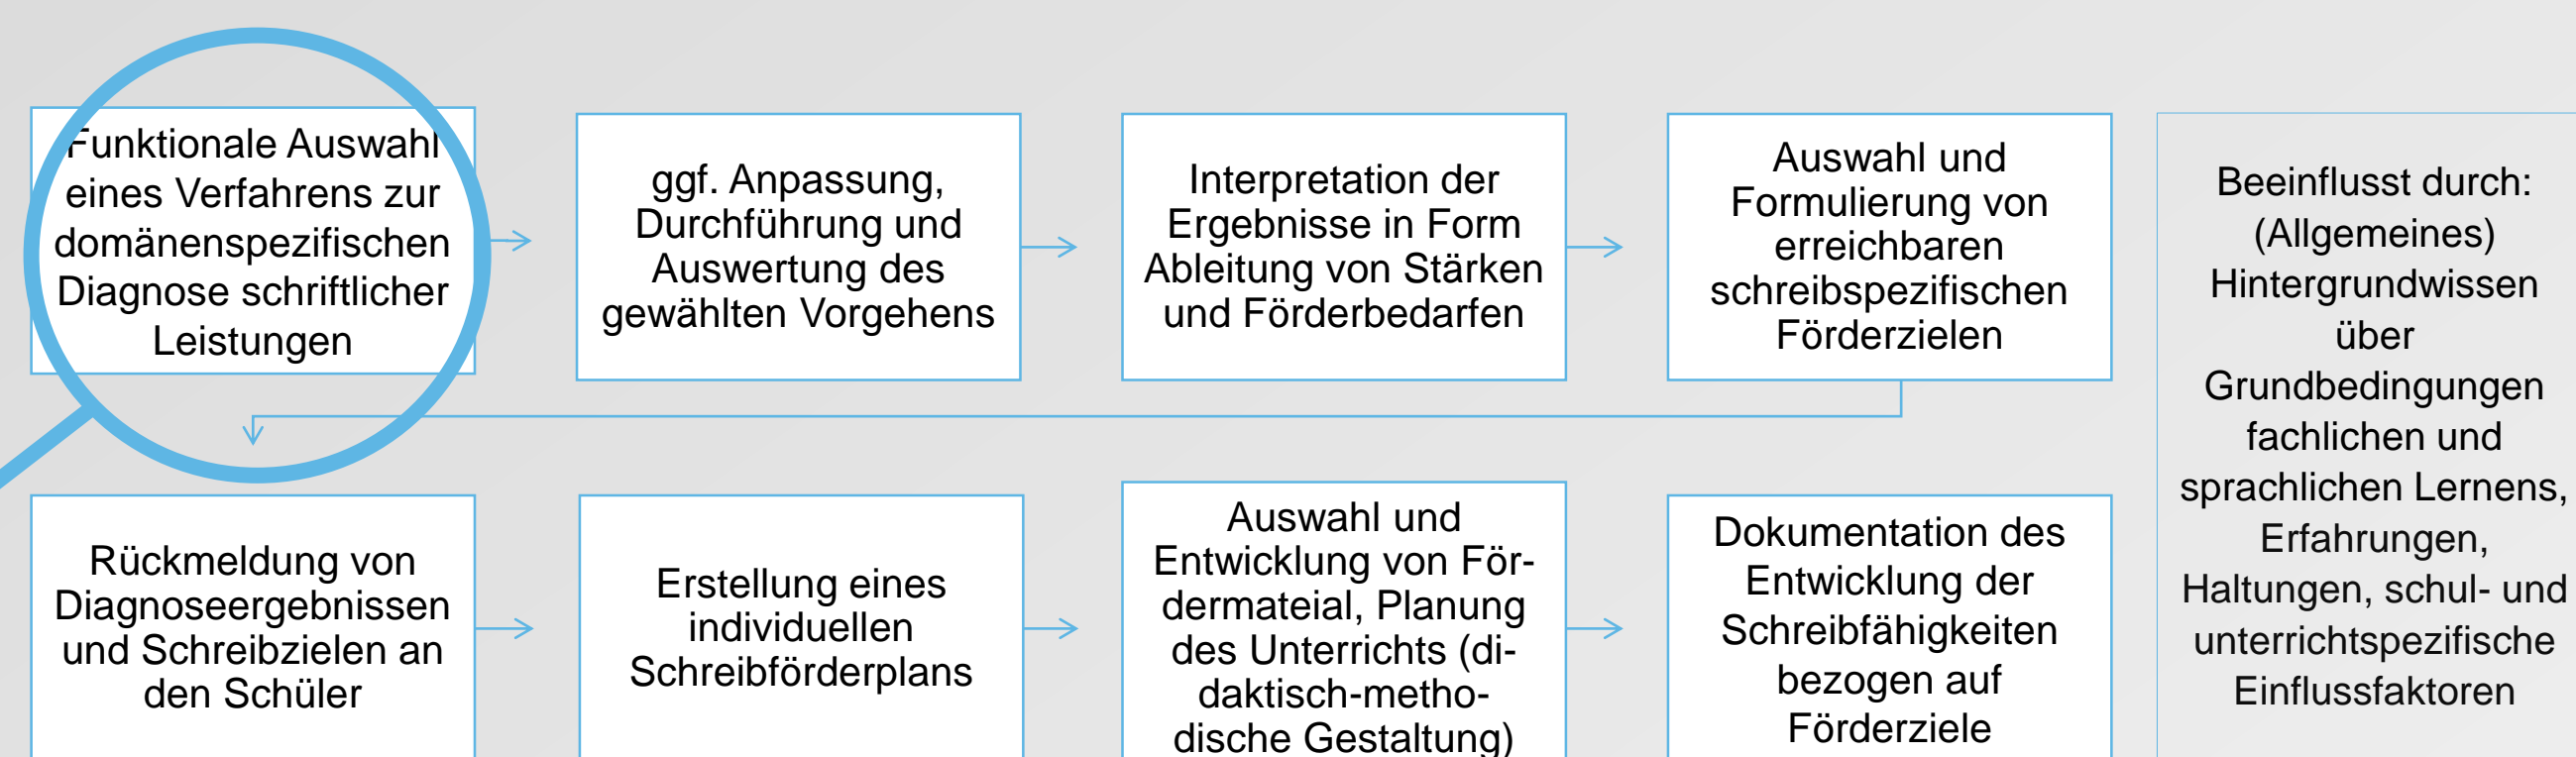 Funktionale Auswahl
eines Verfahrens zur
domänenspezifischen
Diagnose schriftlicher
Leistungen
ggf. Anpassung,
Durchführung und
Auswertung des
gewählten Vorgehens
Interpretation der
Ergebnisse in Form
Ableitung von Stärken
und Förderbedarfen
Auswahl und
Formulierung von
erreichbaren
schreibspezifischen
Förderzielen
Rückmeldung von
Diagnoseergebnissen
und Schreibzielen an
den Schüler
Erstellung eines
individuellen
Schreibförderplans
Auswahl und
Entwicklung von För-
dermateial, Planung
des Unterrichts (di-
daktisch-metho-
dische Gestaltung)
Dokumentation des
Entwicklung der
Schreibfähigkeiten
bezogen auf
Förderziele
Beeinflusst durch:
(Allgemeines)
Hintergrundwissen
über
Grundbedingungen
fachlichen und
sprachlichen Lernens,
Erfahrungen,
Haltungen, schul- und
unterrichtspezifische
Einflussfaktoren